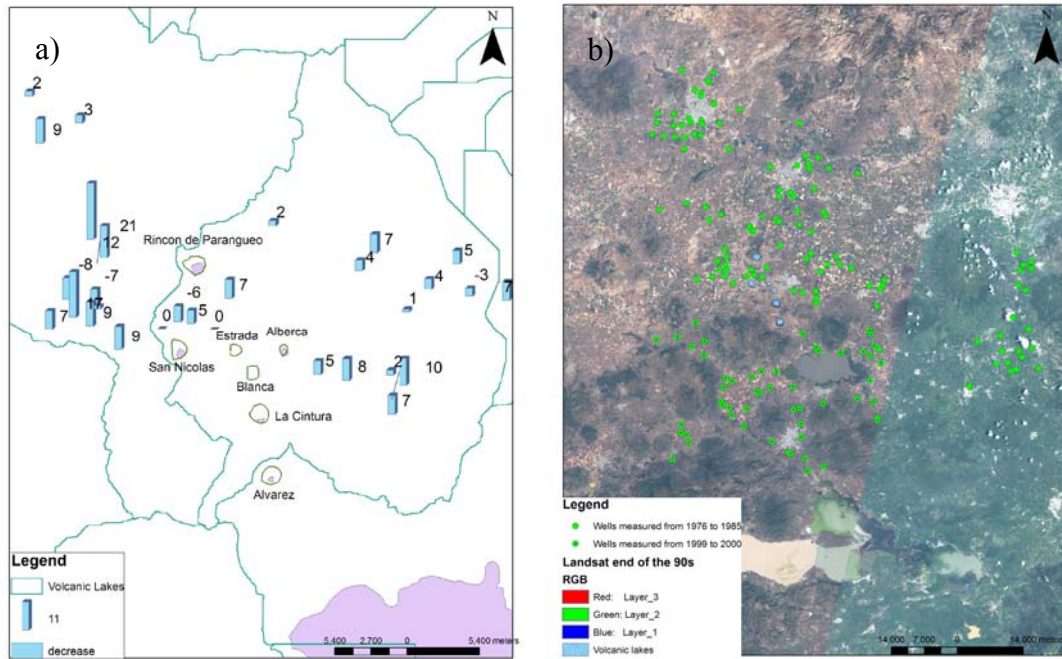 a)
N
2
3
9
21
12
Rincon de Parangueo
2
7
4
5
4
-3
7
1
-8
-7
17
9
7
9
-6
0
5
0
7
San Nicolas
Estrada
Alberca
Blanca
La Cintura
5
8
2
10
7
Alvarez
Legend
Volcanic Lakes
11
decrease
5,400 2,700 0 5,400 meters
b)
N
Legend
Wells measured from 1976 to 1985
Wells measured from 1999 to 2000
Landsat end of the 90s
RGB
Red: Layer_3
Green: Layer_2
Blue: Layer_1
Volcanic lakes
14,000 7,000 0 14,000 meters